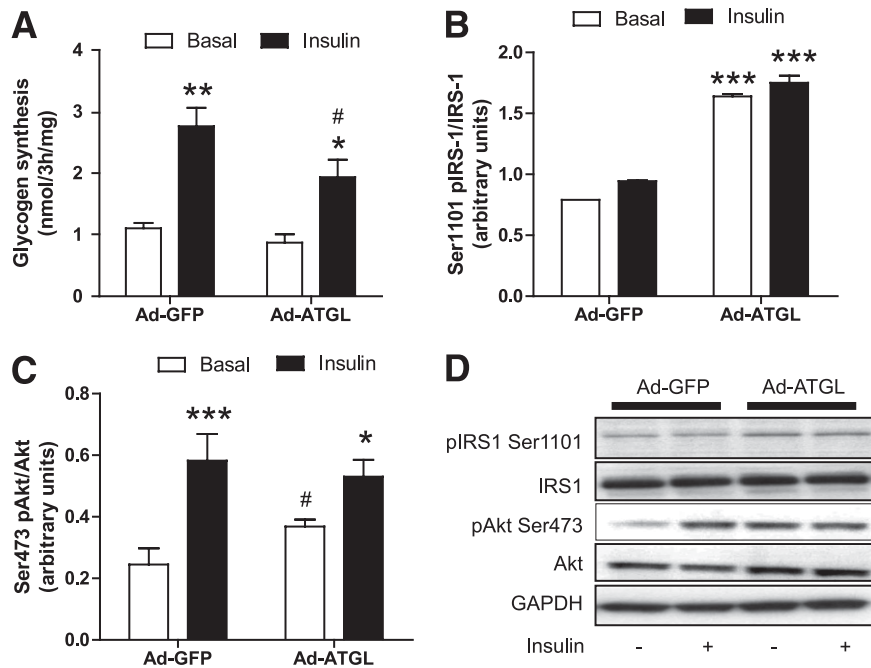 A
Basal
Insulin
Glycogen synthesis
(nmol/3h/mg)
4
3
2
1
0
**
#
*
Ad-GFP
Ad-ATGL
B
Basal
Insulin
Ser1101 pIRS-1/IRS-1
(arbitrary units)
2.0
1.5
1.0
0.5
0.0
***
***
Ad-GFP
Ad-ATGL
C
Basal
Insulin
Ser473 pAkt/Akt
(arbitrary units)
0.8
0.6
0.4
0.2
0.0
***
#
*
Ad-GFP
Ad-ATGL
D
Ad-GFP Ad-ATGL
pIRS1 Ser1101
IRS1
pAkt Ser473
Akt
GAPDH
Insulin - + - +